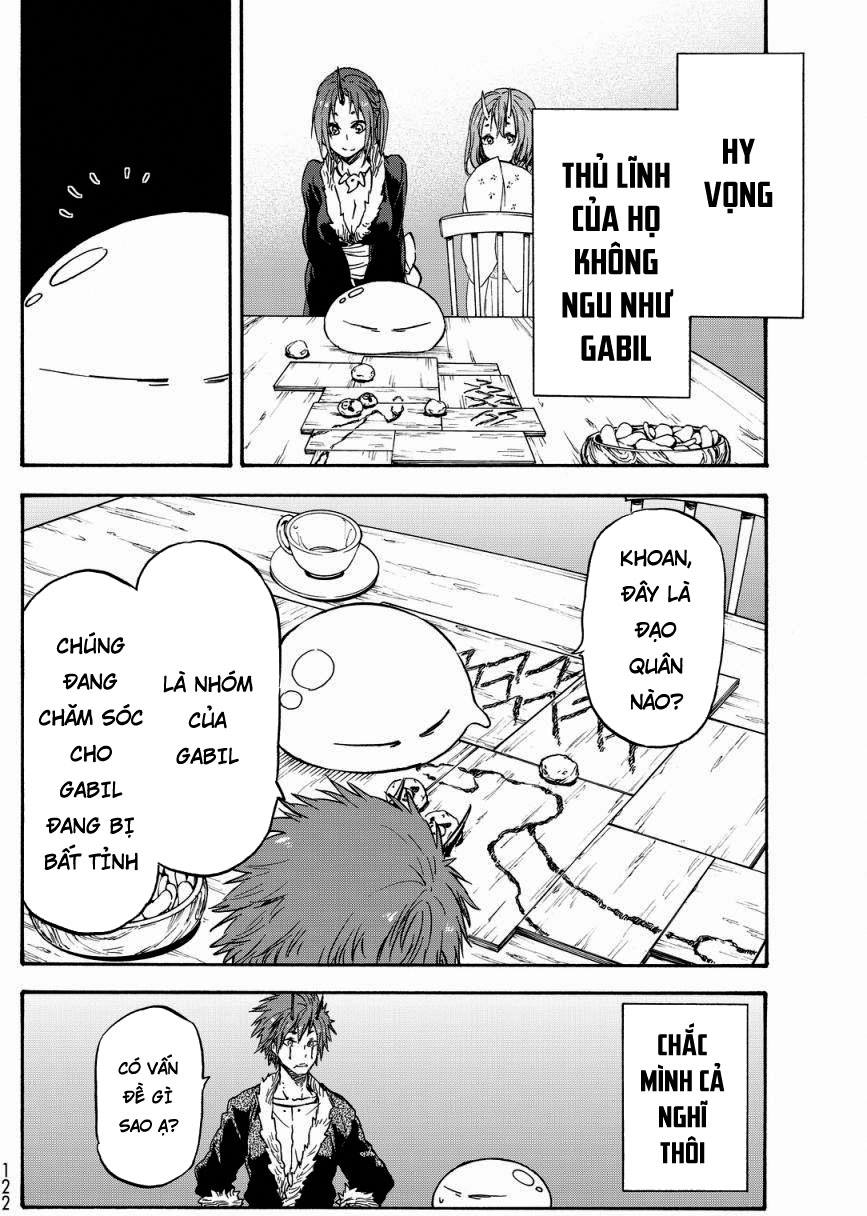 HY
VỌNG
THỦ LĨNH
CỦA HỌ
KHÔNG
NGU NHƯ
GABIL
KHOAN,
ĐÂY LÀ
ĐẠO
QUÂN
NÀO?
LÀ NHÓM
CỦA
GABIL
CHÚNG
ĐANG
CHĂM SÓC
CHO
GABIL
ĐANG BỊ
BẤT TỈNH
CHẮC
MÌNH CẢ
NGHĨ
THÔI
CÓ VẤN
ĐỀ GÌ
SAO Ạ?
122